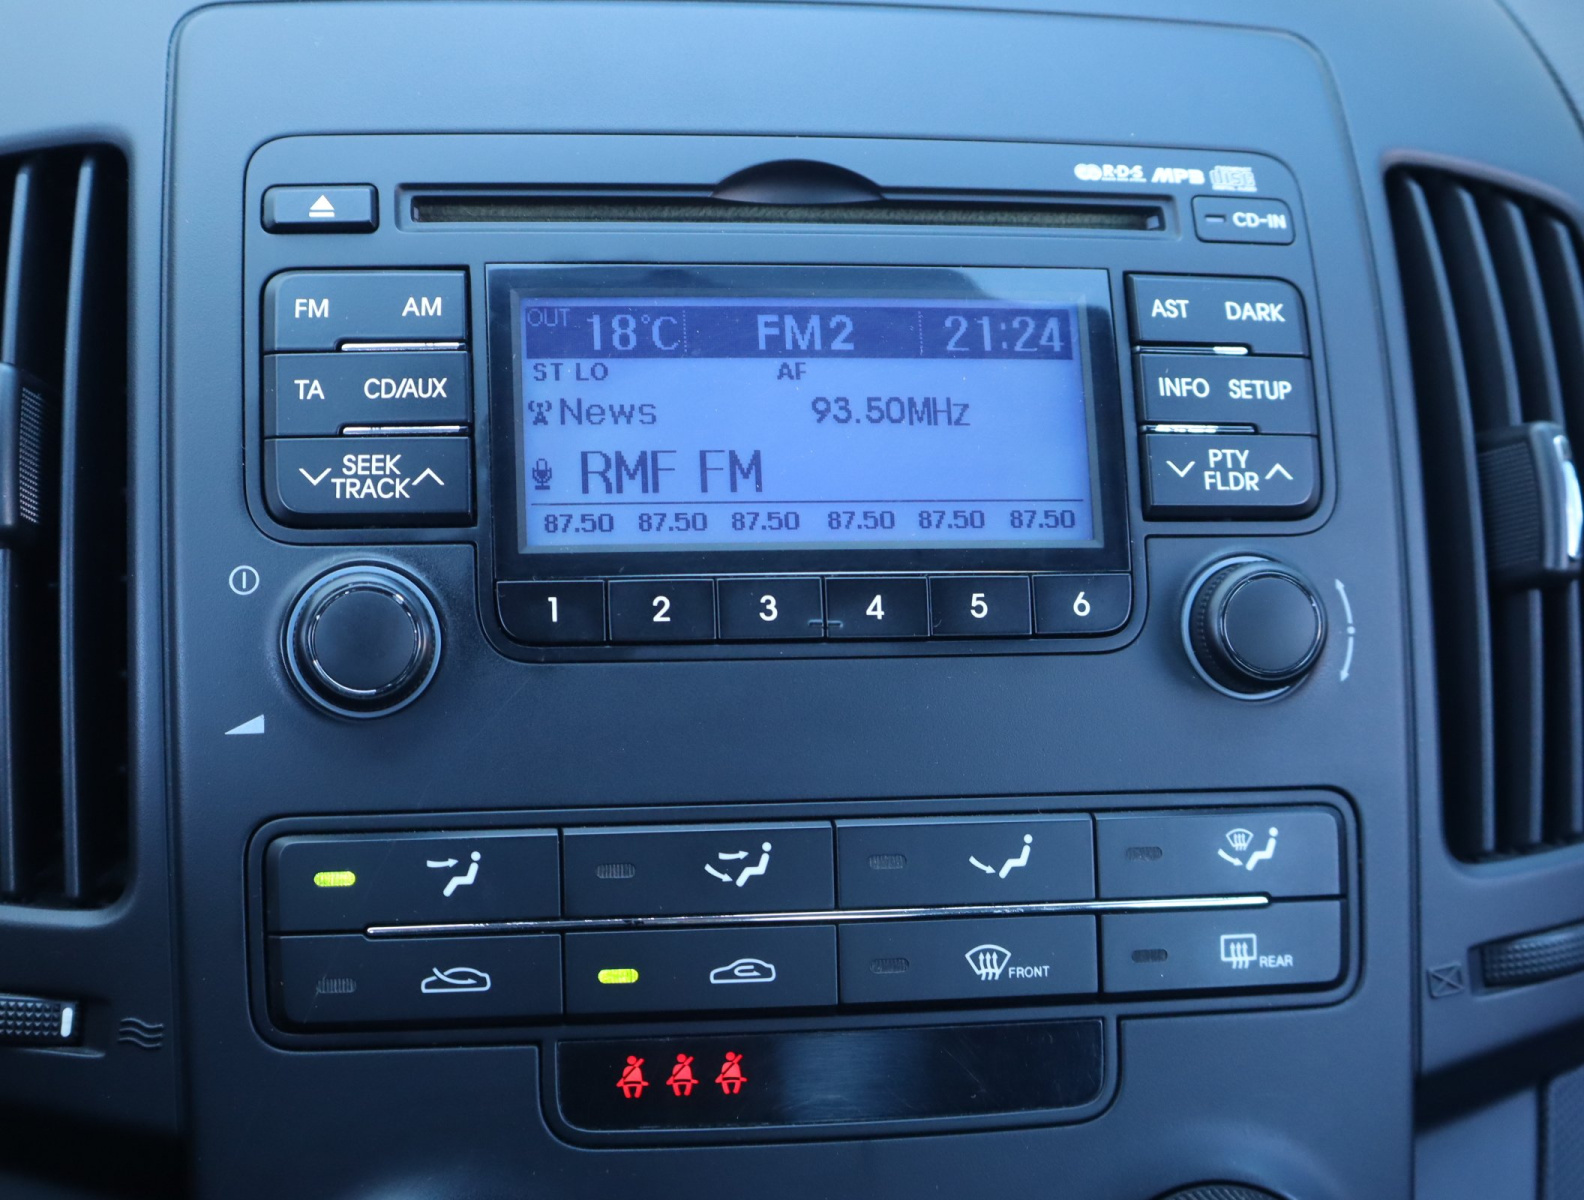 R·D·S MP3 disc
CD-IN
FM AM
TA CD/AUX
SEEK
TRACK
OUT 18°C FM2 21:24
ST LO AF
News 93.50MHz
RMF FM
87.50 87.50 87.50 87.50 87.50 87.50
AST DARK
INFO SETUP
PTY
FLDR
1 2 3 4 5 6
FRONT
REAR